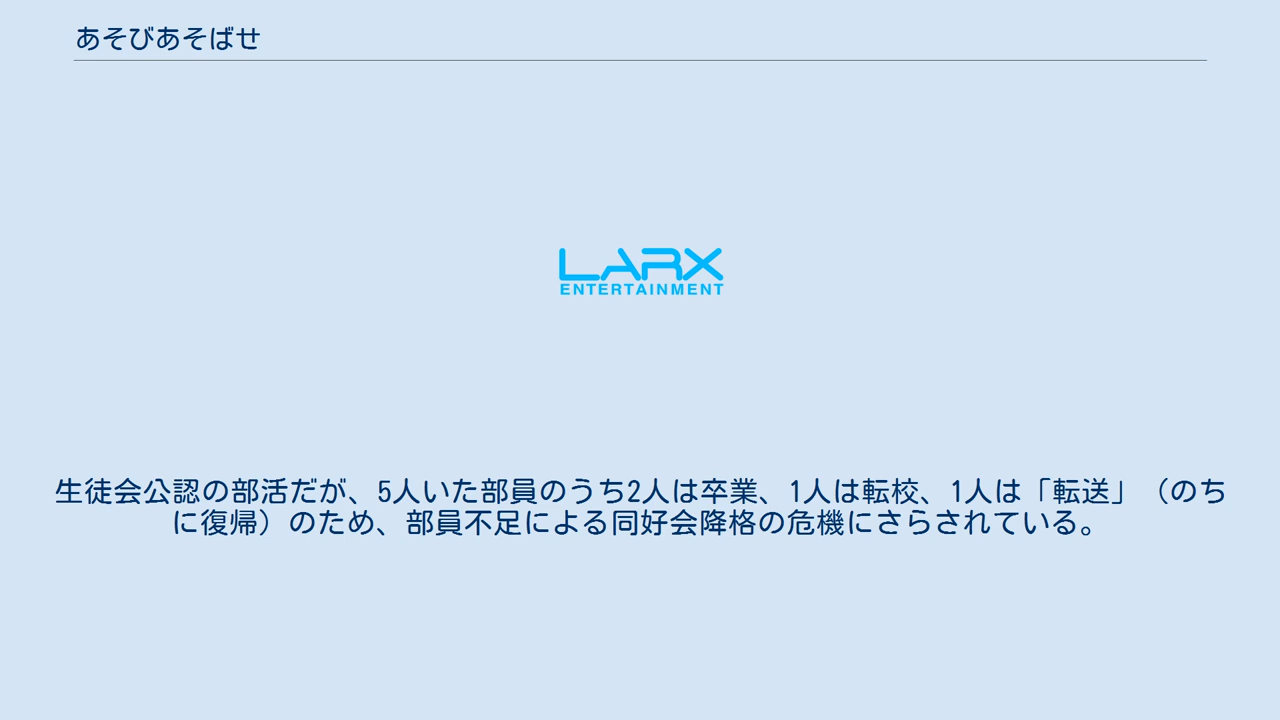 あそびあそばせ
LARX
ENTERTAINMENT
生徒会公認の部活だが、5人いた部員のうち2人は卒業、1人は転校、1人は「転送」（のち
に復帰）のため、部員不足による同好会降格の危機にさらされている。